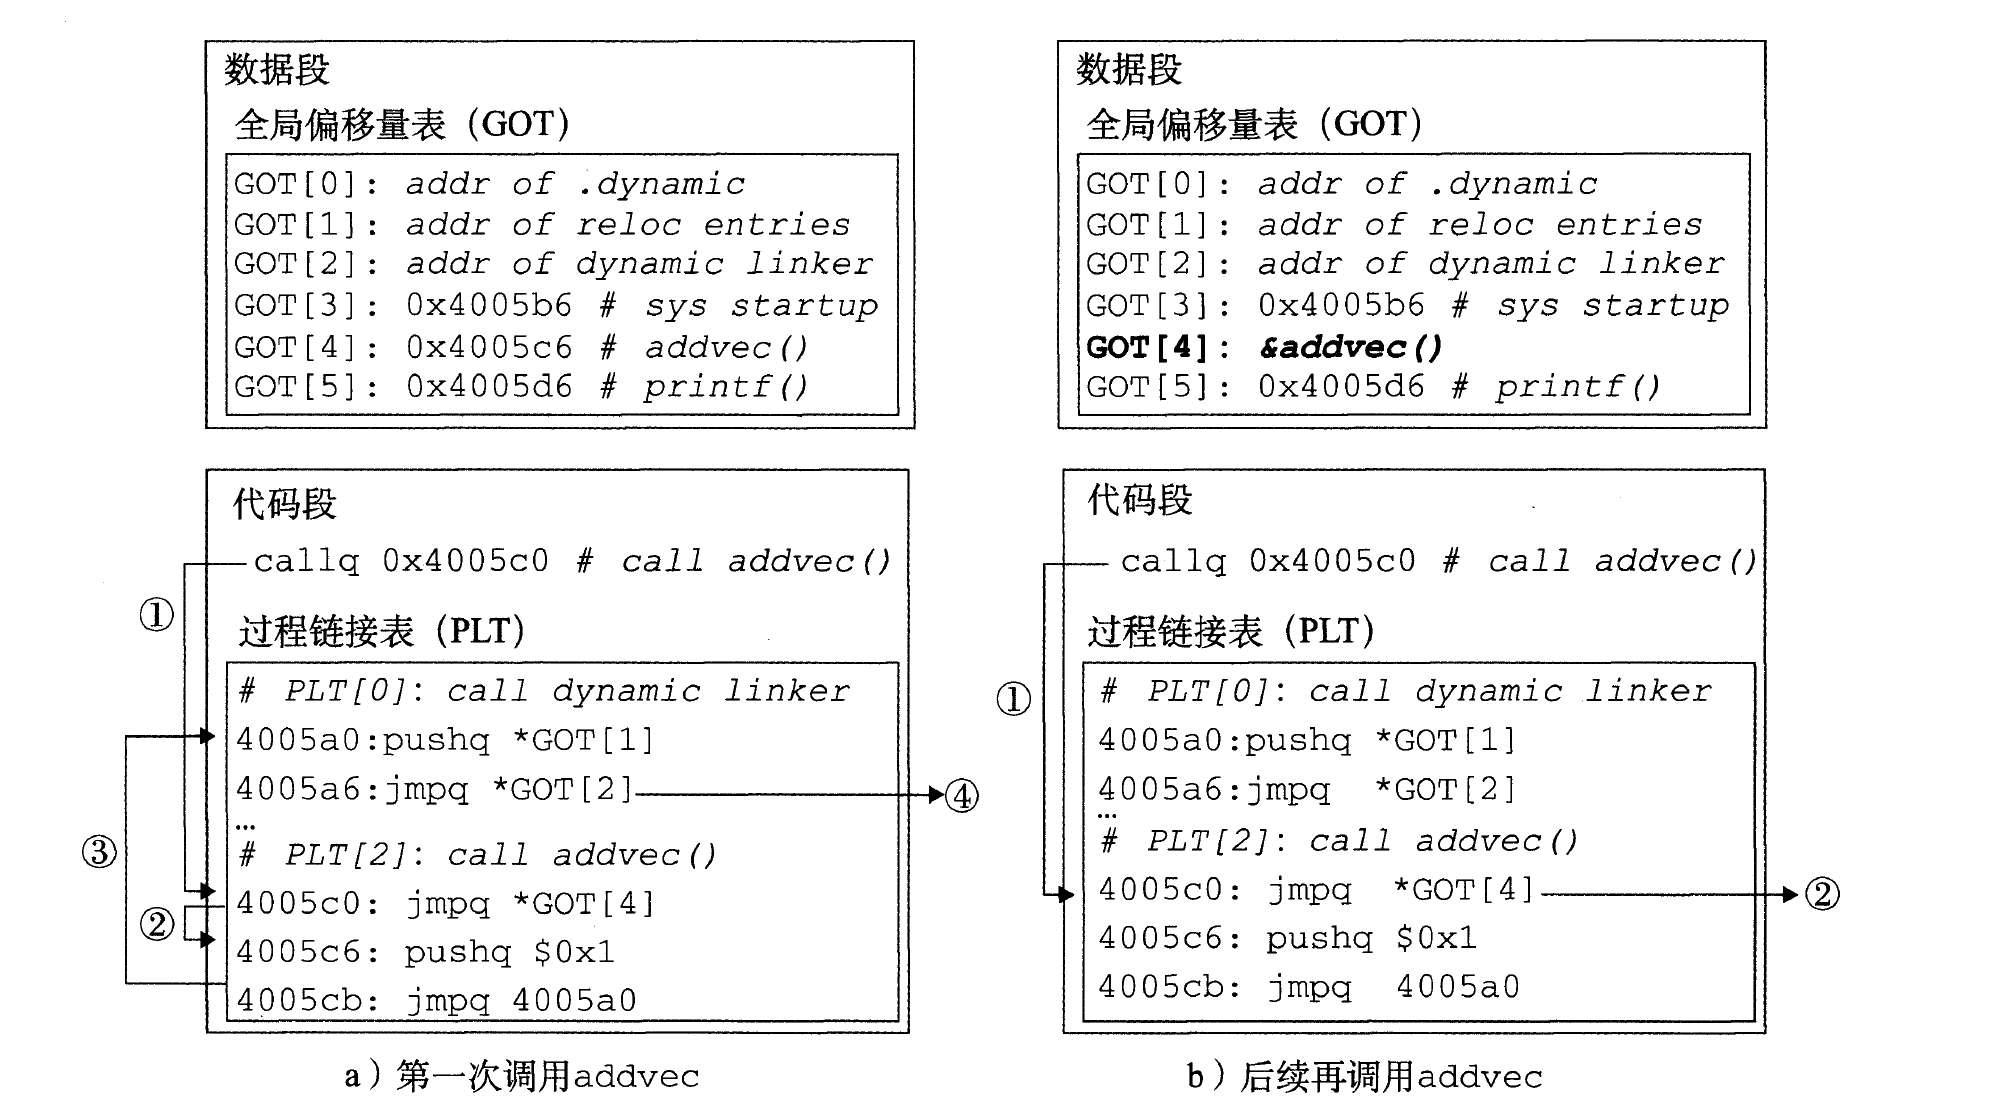 数据段
全局偏移量表（GOT）
GOT[0]: addr of .dynamic
GOT[1]: addr of reloc entries
GOT[2]: addr of dynamic linker
GOT[3]: 0x4005b6 # sys startup
GOT[4]: 0x4005c6 # addvec()
GOT[5]: 0x4005d6 # printf()
代码段
callq 0x4005c0 # call addvec()
①
过程链接表（PLT）
# PLT[0]: call dynamic linker
4005a0:pushq *GOT[1]
4005a6:jmpq *GOT[2]
④
...
③
# PLT[2]: call addvec()
4005c0: jmpq *GOT[4]
②
4005c6: pushq $0x1
4005cb: jmpq 4005a0
a）第一次调用addvec
数据段
全局偏移量表（GOT）
GOT[0]: addr of .dynamic
GOT[1]: addr of reloc entries
GOT[2]: addr of dynamic linker
GOT[3]: 0x4005b6 # sys startup
GOT[4]: &addvec()
GOT[5]: 0x4005d6 # printf()
代码段
callq 0x4005c0 # call addvec()
过程链接表（PLT）
①
# PLT[0]: call dynamic linker
4005a0:pushq *GOT[1]
4005a6:jmpq *GOT[2]
...
# PLT[2]: call addvec()
4005c0: jmpq *GOT[4]
②
4005c6: pushq $0x1
4005cb: jmpq 4005a0
b）后续再调用addvec